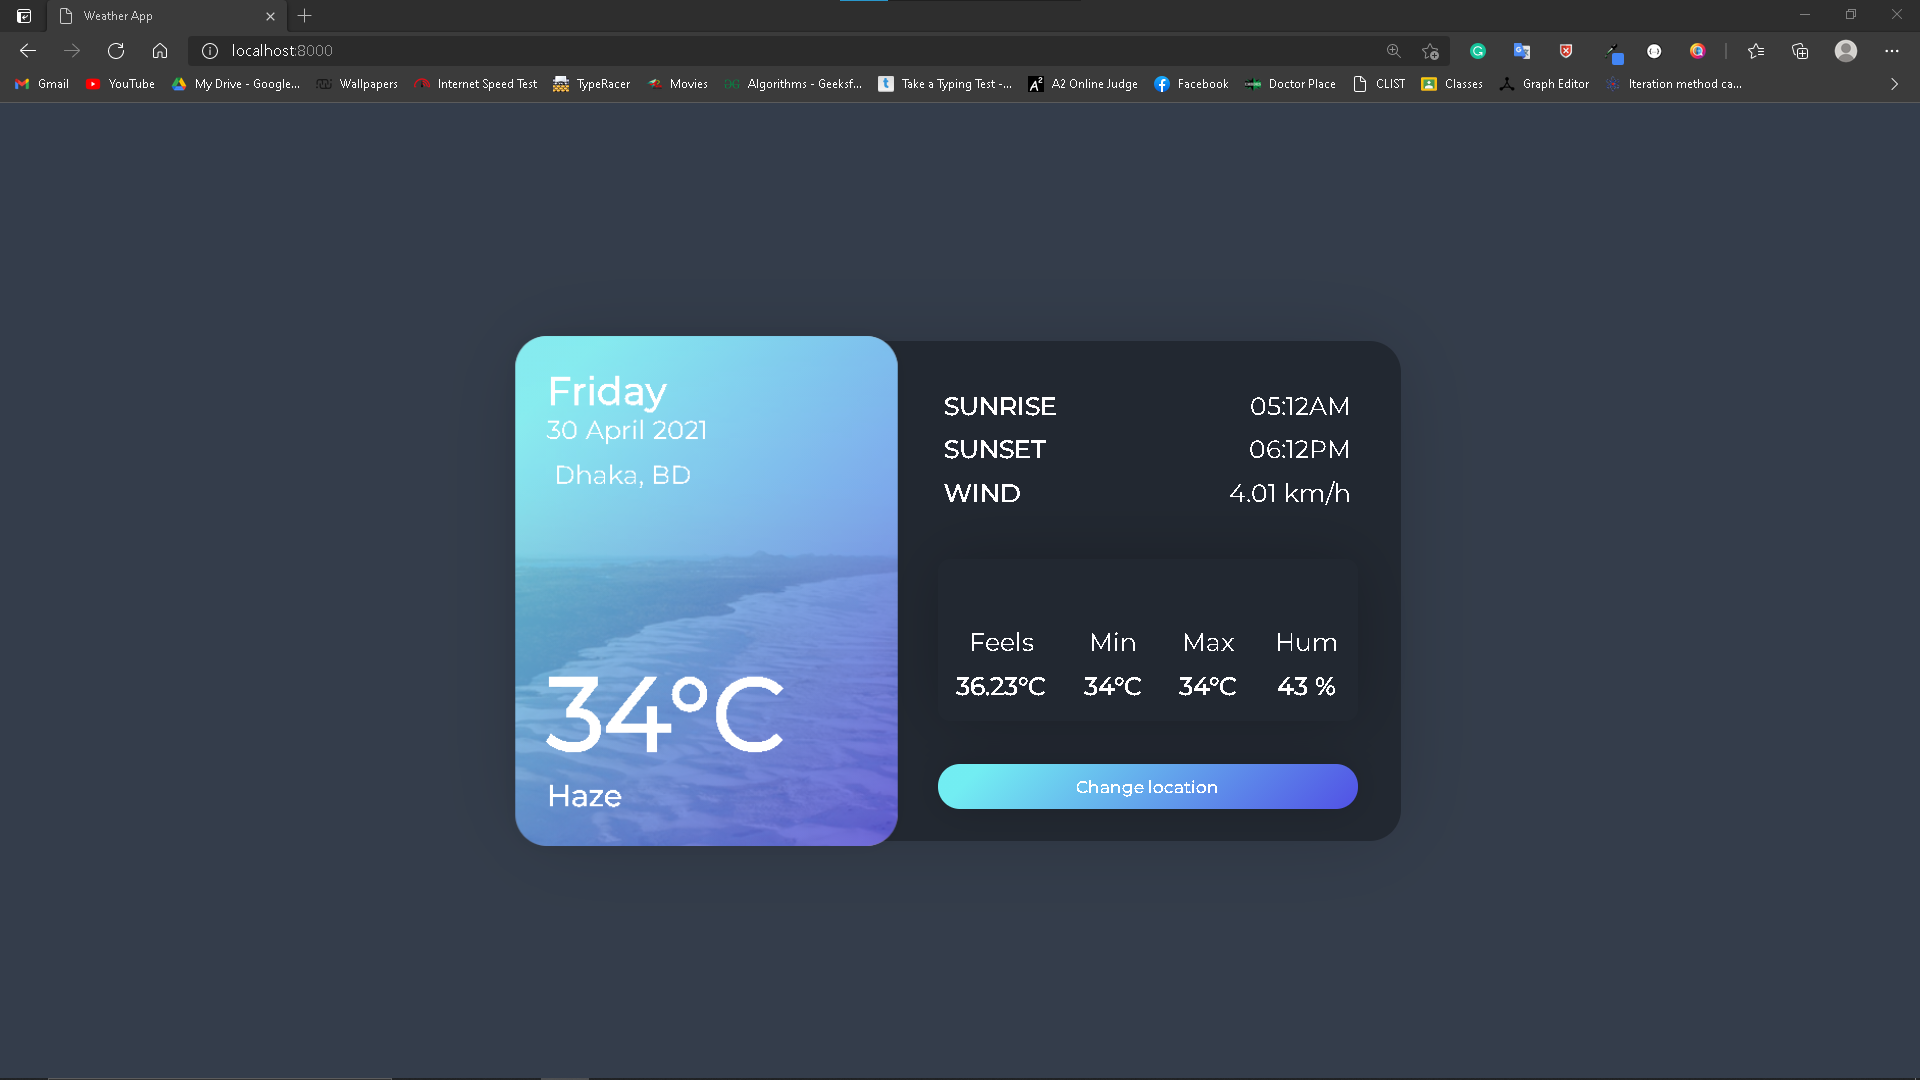 Weather App
localhost:8000
Gmail YouTube My Drive - Google... Wallpapers Internet Speed Test TypeRacer Movies Algorithms - Geeksf... Take a Typing Test -... A2 Online Judge Facebook Doctor Place CLIST Classes Graph Editor Iteration method ca...
Friday
30 April 2021
Dhaka, BD
34°C
Haze
SUNRISE 05:12AM
SUNSET 06:12PM
WIND 4.01 km/h
Feels Min Max Hum
36.23°C 34°C 34°C 43 %
Change location